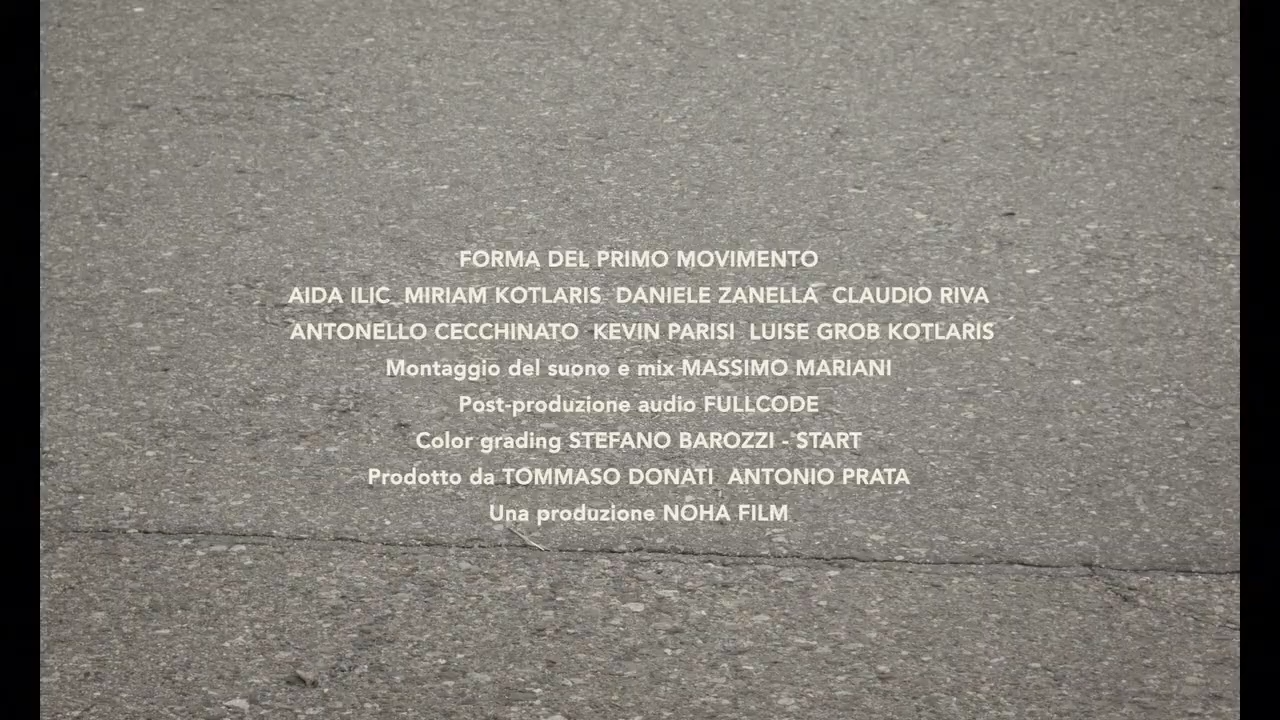 FORMA DEL PRIMO MOVIMENTO
AIDA ILIC  MIRIAM KOTLARIS  DANIELE ZANELLA  CLAUDIO RIVA
ANTONELLO CECCHINATO  KEVIN PARISI  LUISE GROB KOTLARIS
Montaggio del suono e mix MASSIMO MARIANI
Post-produzione audio FULLCODE
Color grading STEFANO BAROZZI - START
Prodotto da TOMMASO DONATI  ANTONIO PRATA
Una produzione NOHA FILM